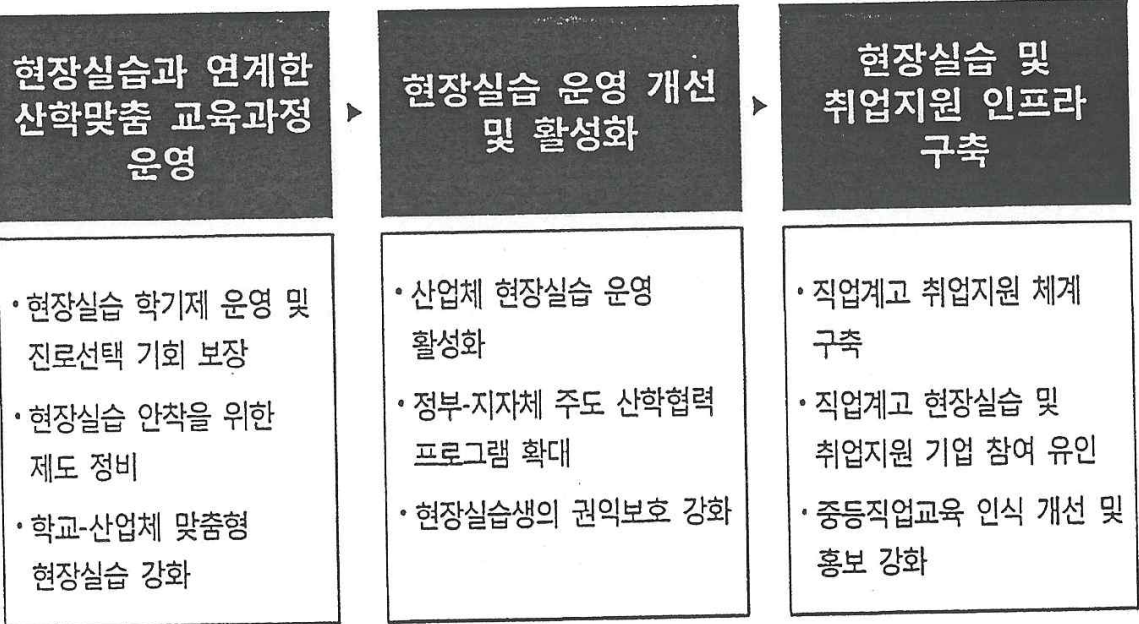 현장실습과 연계한
산학맞춤 교육과정
운영
▶
현장실습 운영 개선
및 활성화
▶
현장실습 및
취업지원 인프라
구축
• 현장실습 학기제 운영 및
진로선택 기회 보장
• 현장실습 안착을 위한
제도 정비
• 학교-산업체 맞춤형
현장실습 강화
• 산업체 현장실습 운영
활성화
• 정부-지자체 주도 산학협력
프로그램 확대
• 현장실습생의 권익보호 강화
• 직업계고 취업지원 체계
구축
• 직업계고 현장실습 및
취업지원 기업 참여 유인
• 중등직업교육 인식 개선 및
홍보 강화